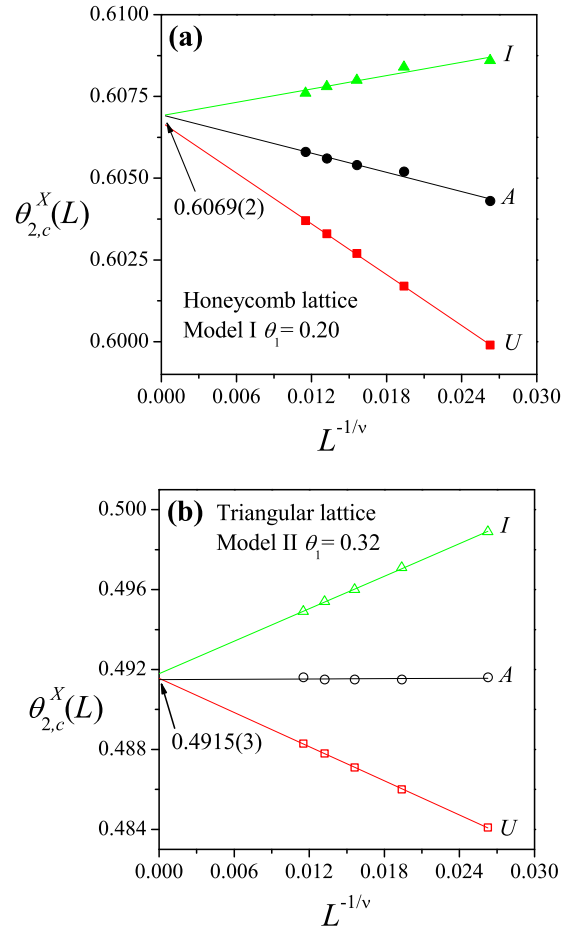 (a)
0.6100
0.6075
0.6050
0.6025
0.6000
θ2,c^X(L)
I
A
U
0.6069(2)
Honeycomb lattice
Model I θ1= 0.20
0.000 0.006 0.012 0.018 0.024 0.030
L^-1/ν
(b)
Triangular lattice
Model II θ1= 0.32
0.500
0.496
0.492
0.488
0.484
θ2,c^X(L)
I
A
U
0.4915(3)
0.000 0.006 0.012 0.018 0.024 0.030
L^-1/ν